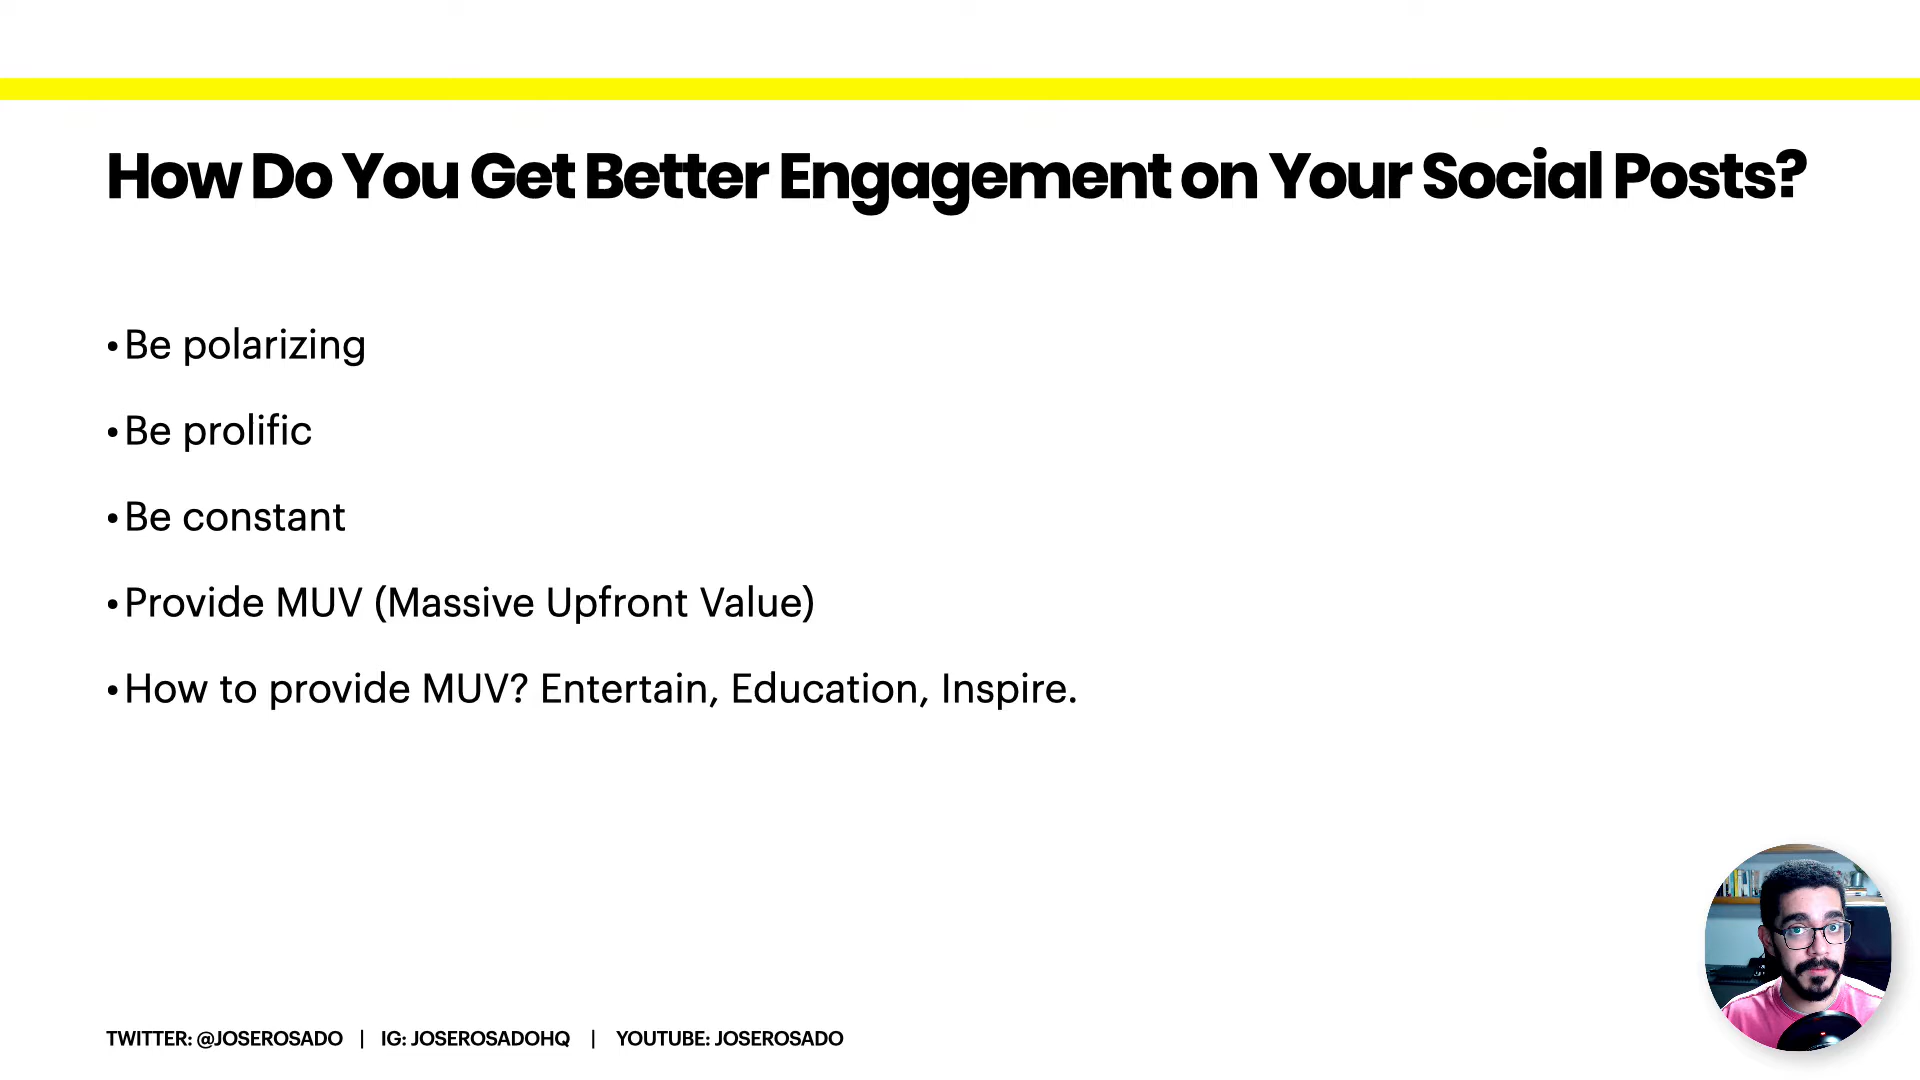 How Do You Get Better Engagement on Your Social Posts?
• Be polarizing
• Be prolific
• Be constant
• Provide MUV (Massive Upfront Value)
• How to provide MUV? Entertain, Education, Inspire.
TWITTER: @JOSEROSADO | IG: JOSEROSADOHQ | YOUTUBE: JOSEROSADO